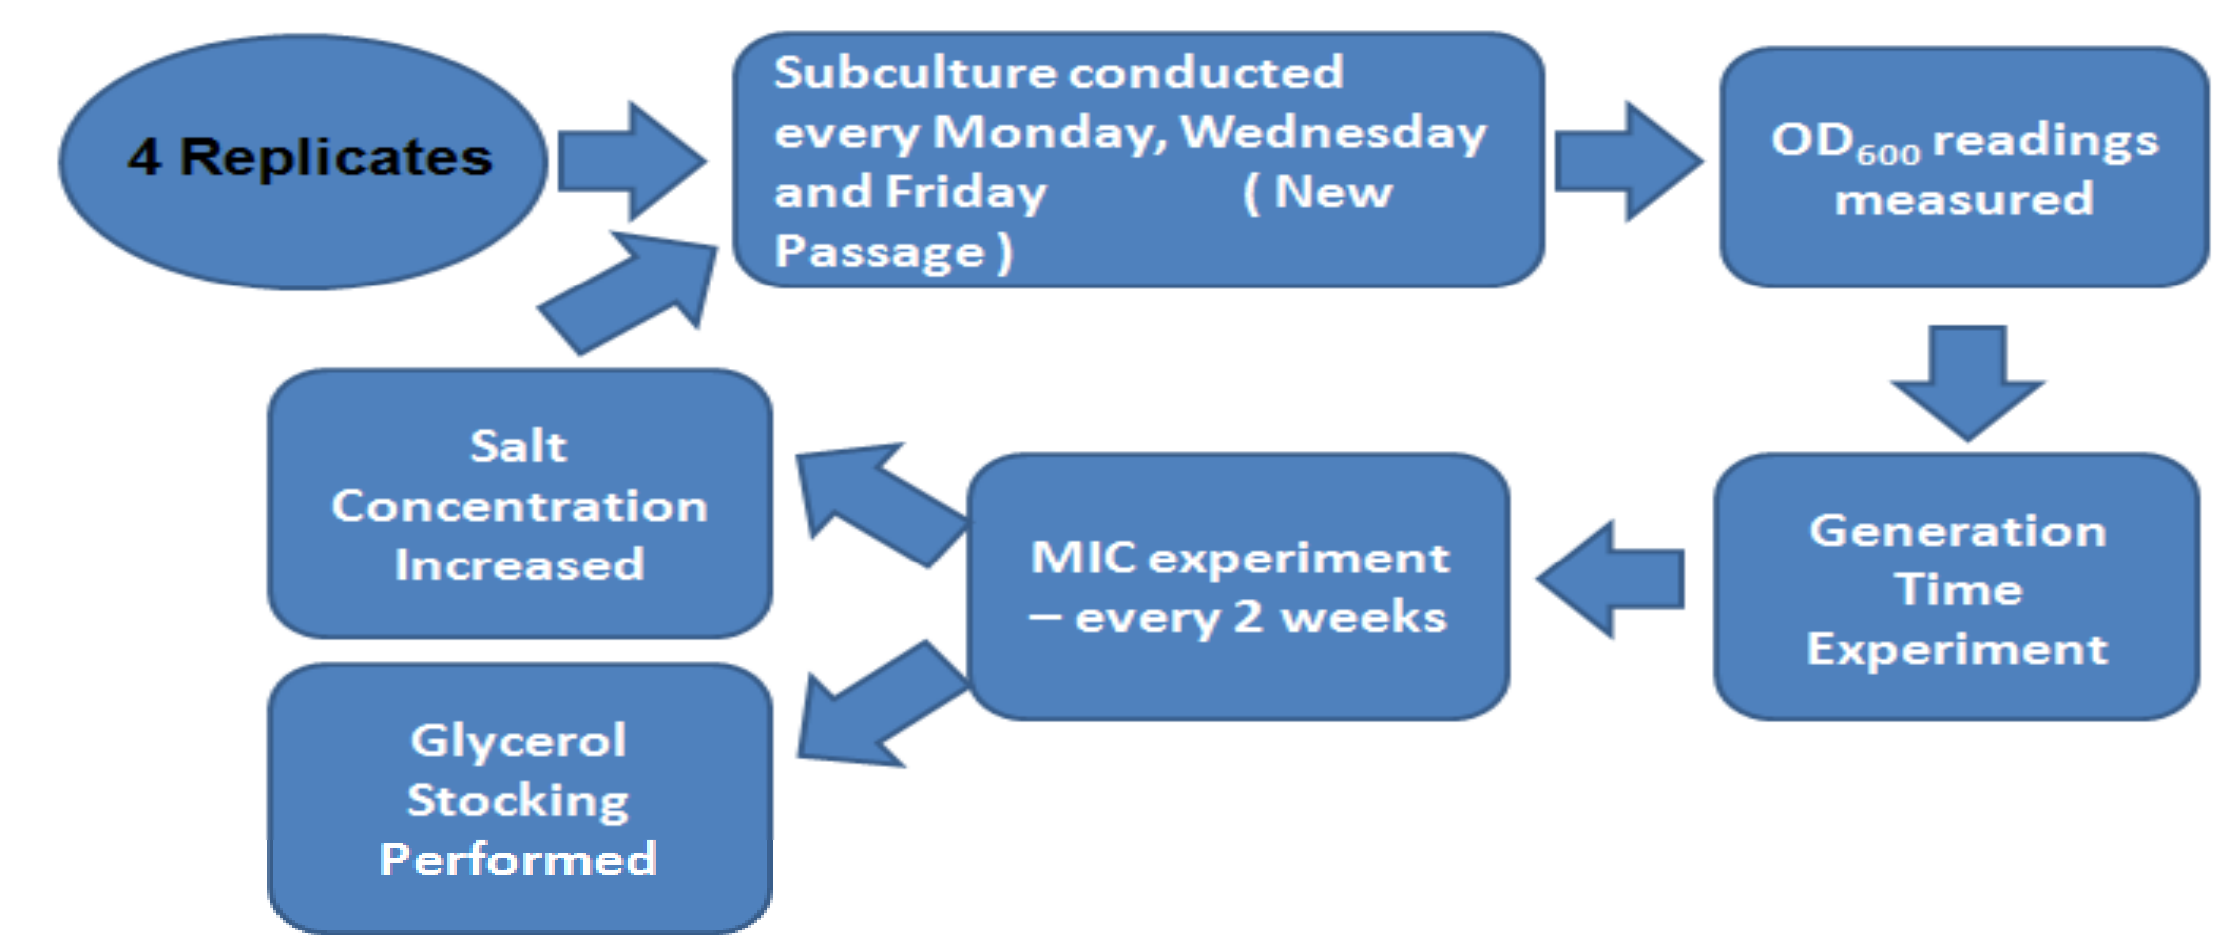 4 Replicates
Subculture conducted
every Monday, Wednesday
and Friday ( New
Passage )
OD600 readings
measured
Salt
Concentration
Increased
MIC experiment
– every 2 weeks
Generation
Time
Experiment
Glycerol
Stocking
Performed